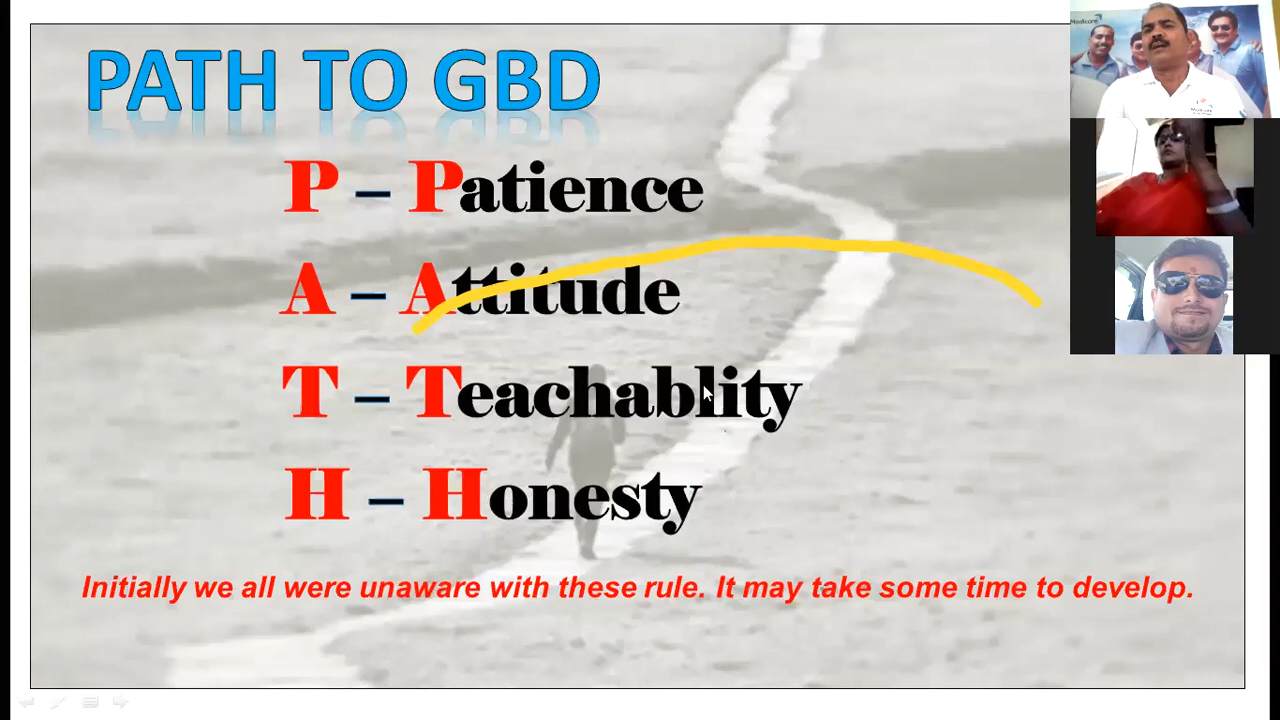 PATH TO GBD
P – Patience
A – Attitude
T – Teachablity
H – Honesty
Initially we all were unaware with these rule. It may take some time to develop.
Medicare